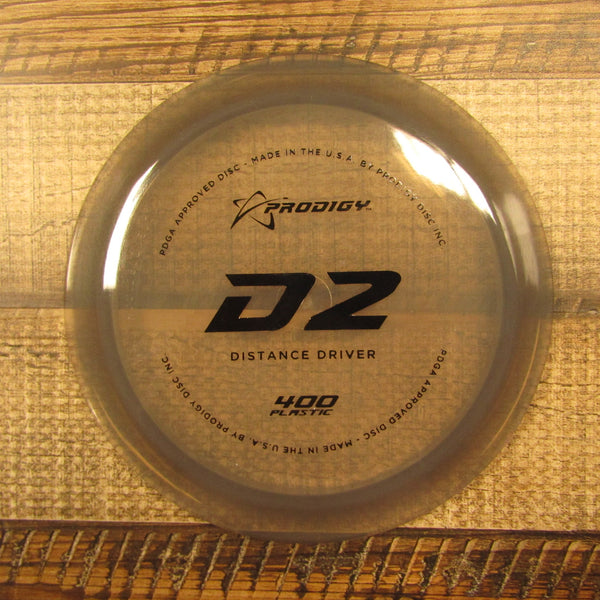 PDGA APPROVED DISC - MADE IN THE U.S.A. BY PRODIGY DISC INC.
PRODIGY™
D2
DISTANCE DRIVER
400
PLASTIC
PDGA APPROVED DISC - MADE IN THE U.S.A. BY PRODIGY DISC INC.